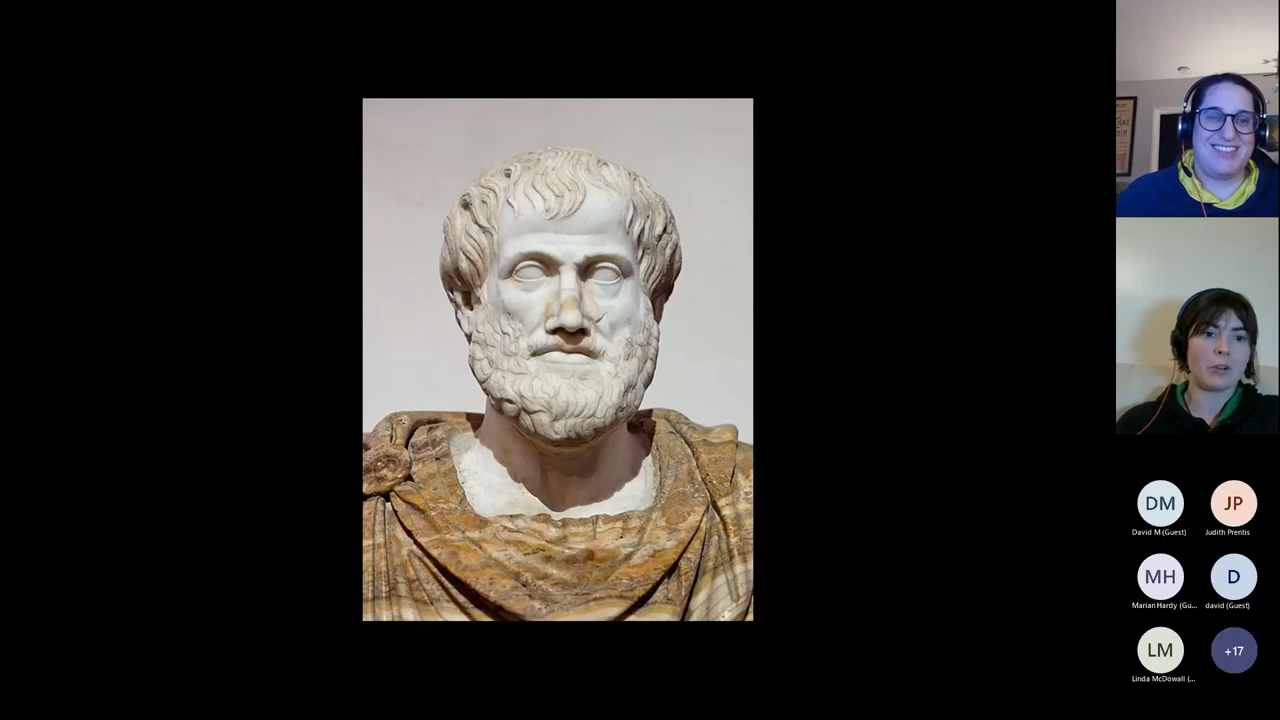 DM
JP
David M (Guest)
Judith Prentis
MH
D
Marian Hardy (Gu...
david (Guest)
LM
+17
Linda McDowall (...